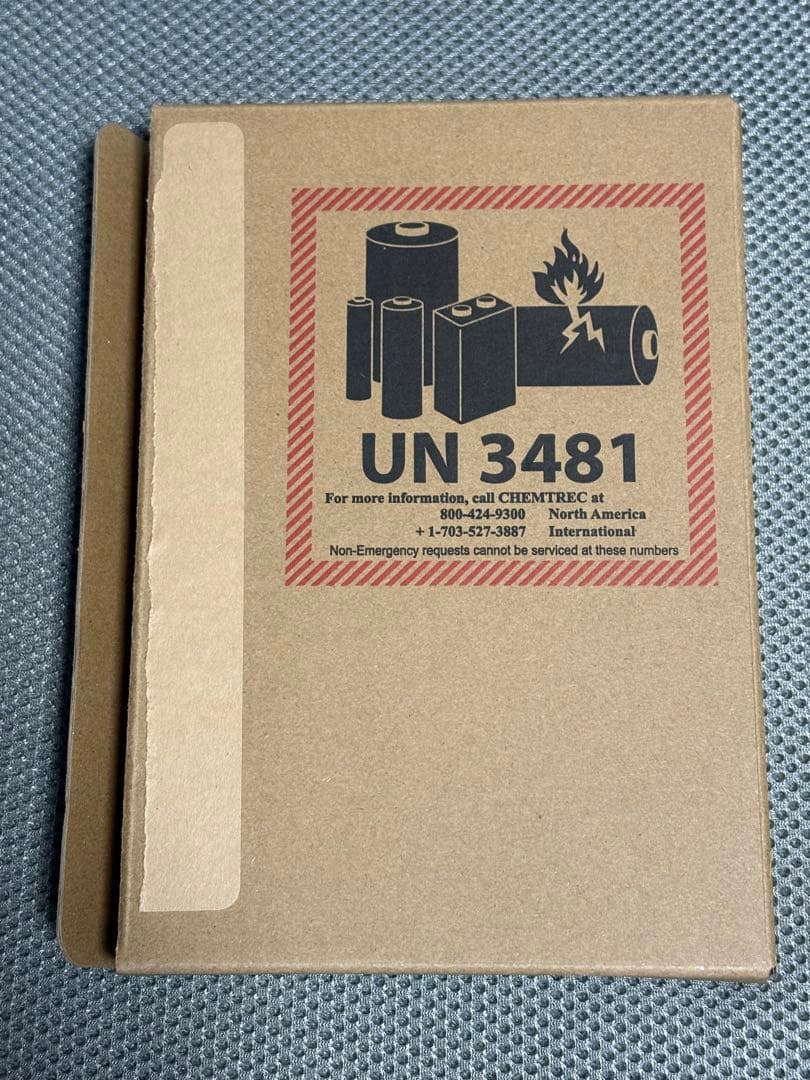 UN 3481
For more information, call CHEMTREC at
800-424-9300 North America
+ 1-703-527-3887 International
Non-Emergency requests cannot be serviced at these numbers